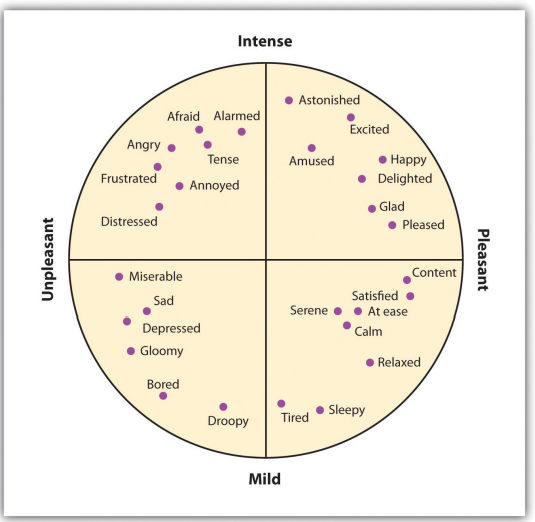 Intense
Astonished
Afraid
Alarmed
Excited
Angry
Tense
Amused
Happy
Frustrated
Annoyed
Delighted
Glad
Distressed
Pleased
Unpleasant
Pleasant
Miserable
Content
Sad
Satisfied
Depressed
Serene
At ease
Calm
Gloomy
Relaxed
Bored
Droopy
Tired
Sleepy
Mild